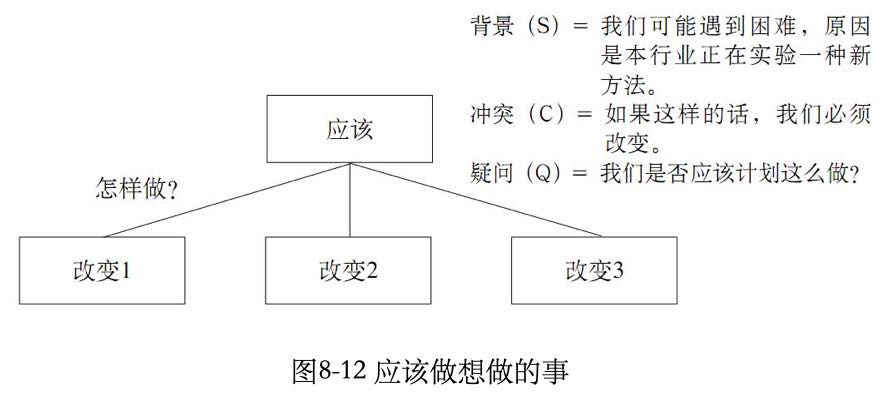 背景（S）= 我们可能遇到困难，原因
是本行业正在实验一种新
方法。
冲突（C）= 如果这样的话，我们必须
改变。
疑问（Q）= 我们是否应该计划这么做？
应该
怎样做？
改变1
改变2
改变3
图8-12 应该做想做的事